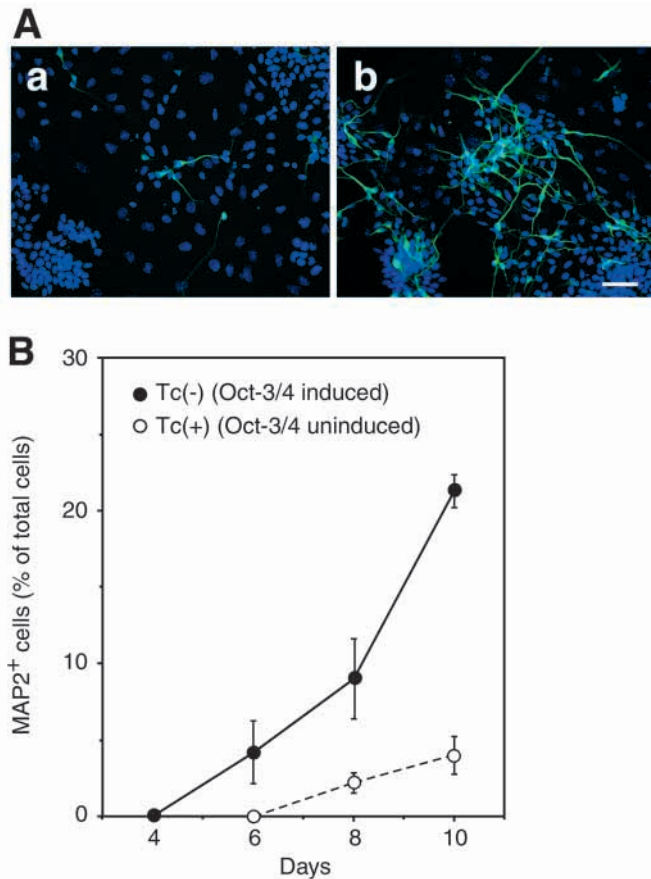 A
a
b
B
30
● Tc(-) (Oct-3/4 induced)
○ Tc(+) (Oct-3/4 uninduced)
20
10
0
MAP2⁺ cells (% of total cells)
4 6 8 10
Days